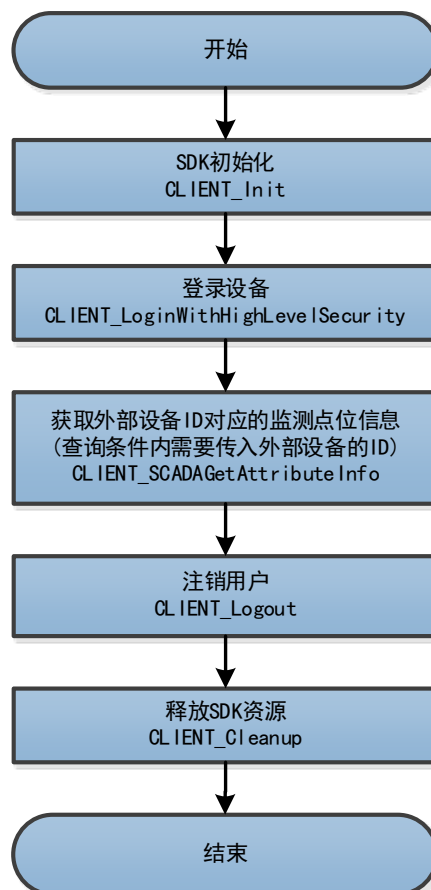 开始
SDK初始化
CLIENT_Init
登录设备
CLIENT_LoginWithHighLevelSecurity
获取外部设备ID对应的监测点位信息
(查询条件内需要传入外部设备的ID)
CLIENT_SCADAGetAttributeInfo
注销用户
CLIENT_Logout
释放SDK资源
CLIENT_Cleanup
结束